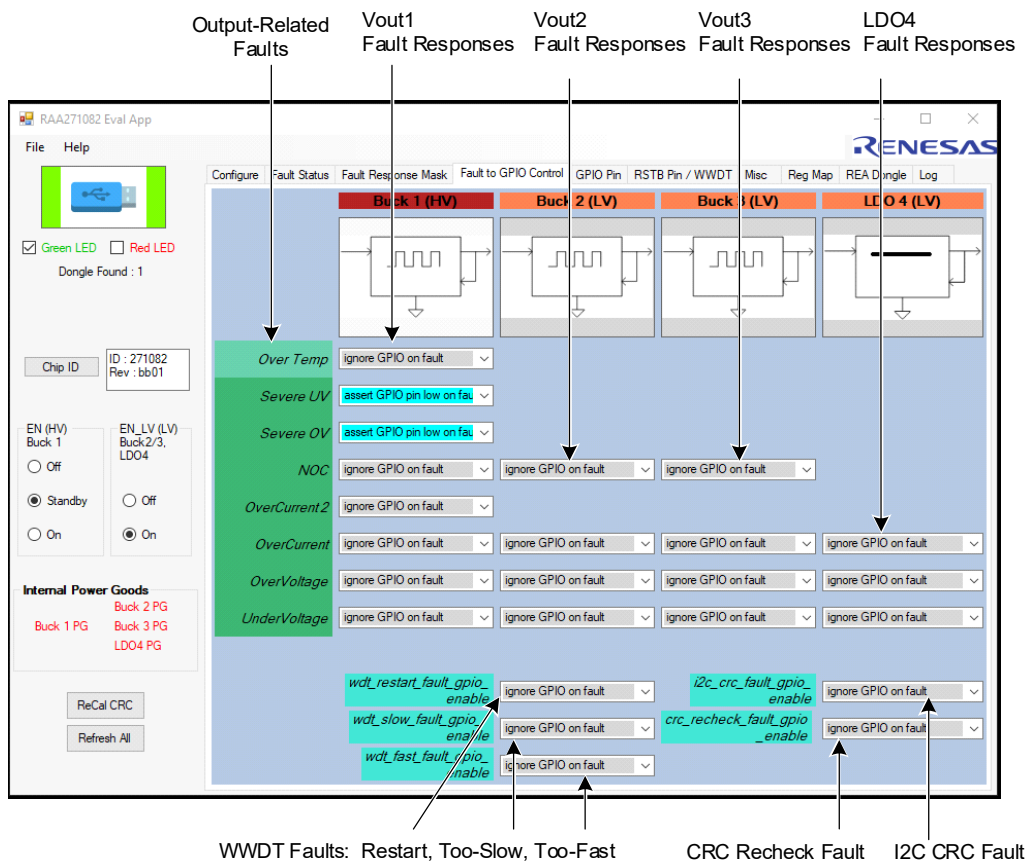 Output-Related
Faults
Vout1
Fault Responses
Vout2
Fault Responses
Vout3
Fault Responses
LDO4
Fault Responses
RAA271082 Eval App
File Help
RENESAS
Configure Fault Status Fault Response Mask Fault to GPIO Control GPIO Pin RSTB Pin / WWDT Misc Reg Map REA Dongle Log
Buck 1 (HV) Buck 2 (LV) Buck 3 (LV) LDO 4 (LV)
Green LED Red LED
Dongle Found : 1
Chip ID
ID : 271082
Rev : bb01
EN (HV)
Buck 1
Off
Standby
On
EN_LV (LV)
Buck2/3,
LDO4
Off
On
Internal Power Goods
Buck 2 PG
Buck 1 PG Buck 3 PG
LDO4 PG
ReCal CRC
Refresh All
Over Temp ignore GPIO on fault
Severe UV assert GPIO pin low on fau
Severe OV assert GPIO pin low on fau
NOC ignore GPIO on fault ignore GPIO on fault ignore GPIO on fault
OverCurrent2 ignore GPIO on fault
OverCurrent ignore GPIO on fault ignore GPIO on fault ignore GPIO on fault ignore GPIO on fault
OverVoltage ignore GPIO on fault ignore GPIO on fault ignore GPIO on fault ignore GPIO on fault
UnderVoltage ignore GPIO on fault ignore GPIO on fault ignore GPIO on fault ignore GPIO on fault
wdt_restart_fault_gpio_
enable
ignore GPIO on fault
i2c_crc_fault_gpio_
enable
ignore GPIO on fault
wdt_slow_fault_gpio_
enable
ignore GPIO on fault
crc_recheck_fault_gpio
_enable
ignore GPIO on fault
wdt_fast_fault_gpio_
enable
ignore GPIO on fault
WWDT Faults: Restart, Too-Slow, Too-Fast
CRC Recheck Fault
I2C CRC Fault